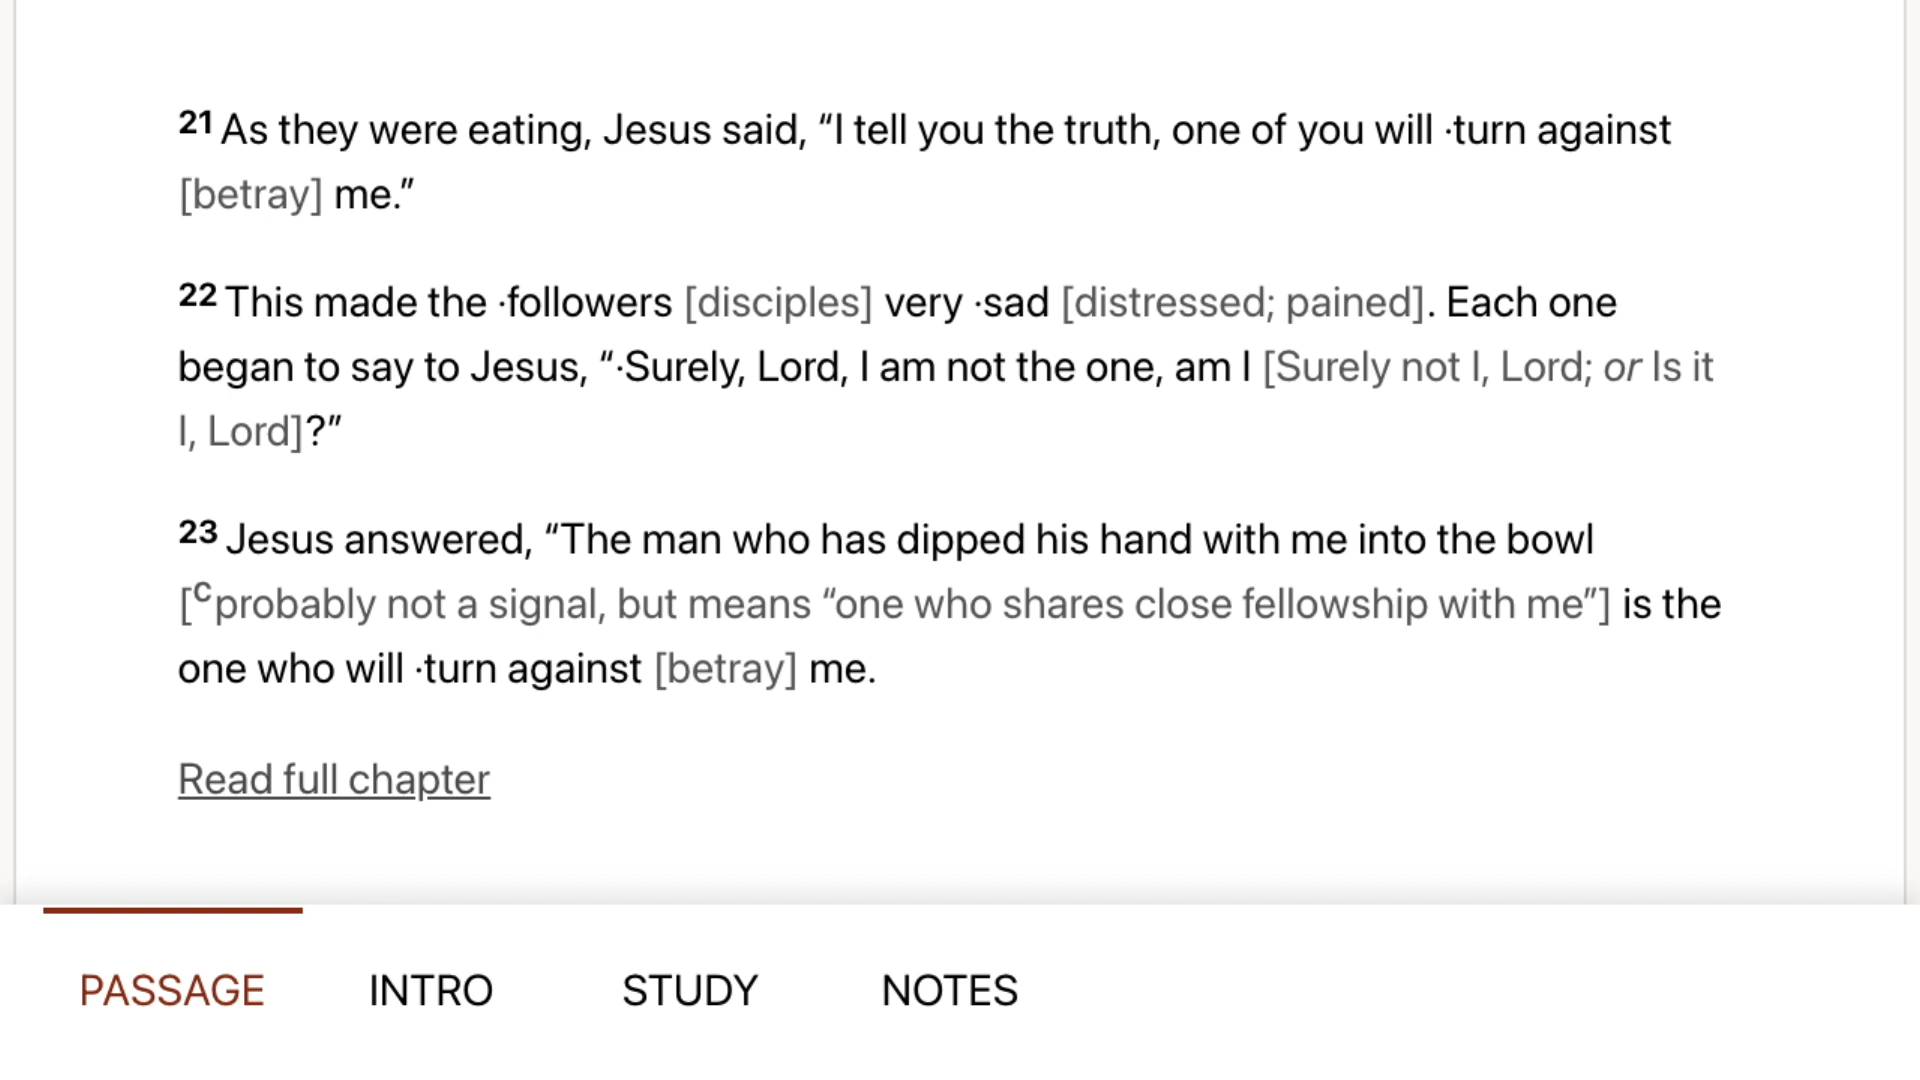 21 As they were eating, Jesus said, “I tell you the truth, one of you will ·turn against
[betray] me.”
22 This made the ·followers [disciples] very ·sad [distressed; pained]. Each one
began to say to Jesus, “·Surely, Lord, I am not the one, am I [Surely not I, Lord; or Is it
I, Lord]?”
23 Jesus answered, “The man who has dipped his hand with me into the bowl
[cprobably not a signal, but means “one who shares close fellowship with me”] is the
one who will ·turn against [betray] me.
Read full chapter
PASSAGE INTRO STUDY NOTES